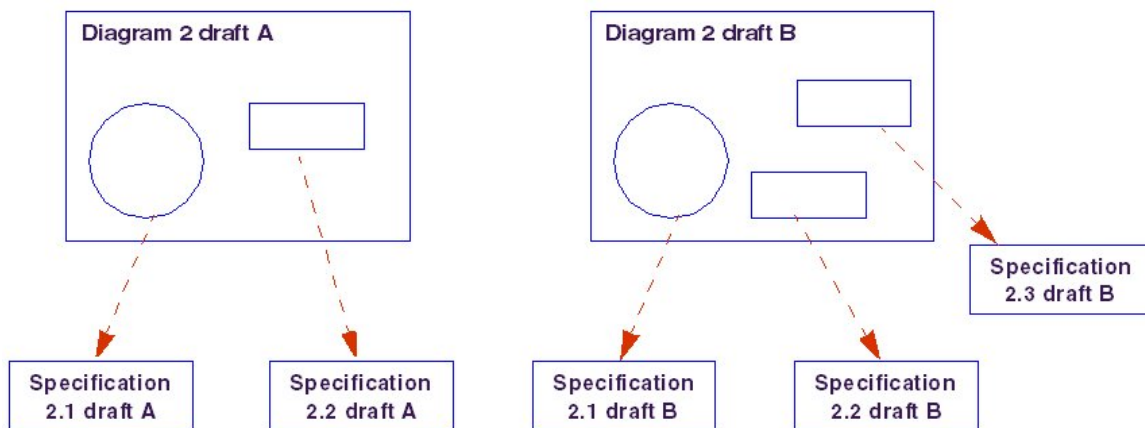 Diagram 2 draft A
Diagram 2 draft B
Specification
2.3 draft B
Specification
2.1 draft A
Specification
2.2 draft A
Specification
2.1 draft B
Specification
2.2 draft B